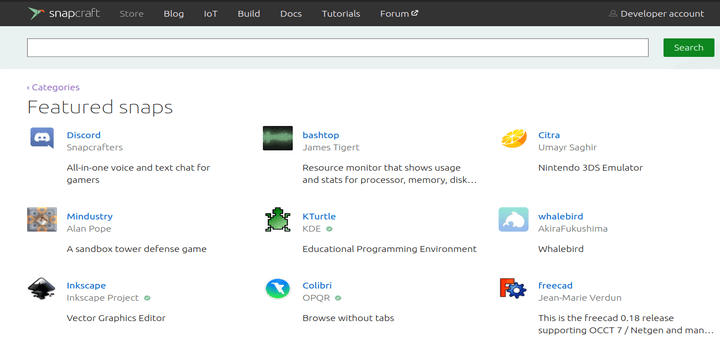 snapcraft Store Blog IoT Build Docs Tutorials Forum Developer account
Search
‹ Categories
Featured snaps
Discord
Snapcrafters
All-in-one voice and text chat for
gamers
bashtop
James Tigert
Resource monitor that shows usage
and stats for processor, memory, disk…
Citra
Umayr Saghir
Nintendo 3DS Emulator
Mindustry
Alan Pope
A sandbox tower defense game
KTurtle
KDE
Educational Programming Environment
whalebird
AkiraFukushima
Whalebird
Inkscape
Inkscape Project
Vector Graphics Editor
Colibri
OPQR
Browse without tabs
freecad
Jean-Marie Verdun
This is the freecad 0.18 release
supporting OCCT 7 / Netgen and man…